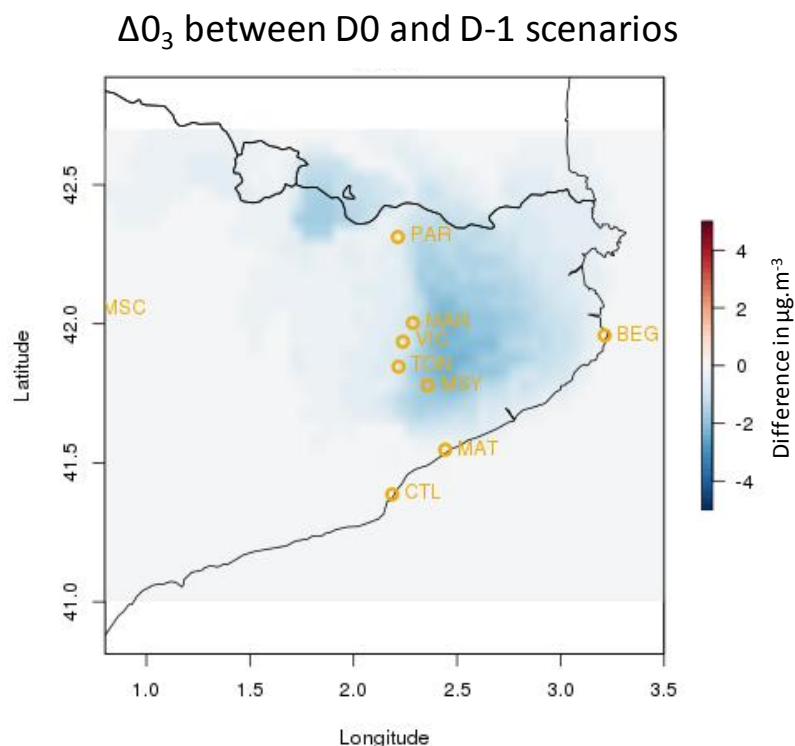 Δ0₃ between D0 and D-1 scenarios
42.5
42.0
41.5
41.0
Latitude
PAR
MSC
MAN
VIC
TON
MSY
BEG
MAT
CTL
1.0
1.5
2.0
2.5
3.0
3.5
Longitude
4
2
0
-2
-4
Difference in µg.m⁻³